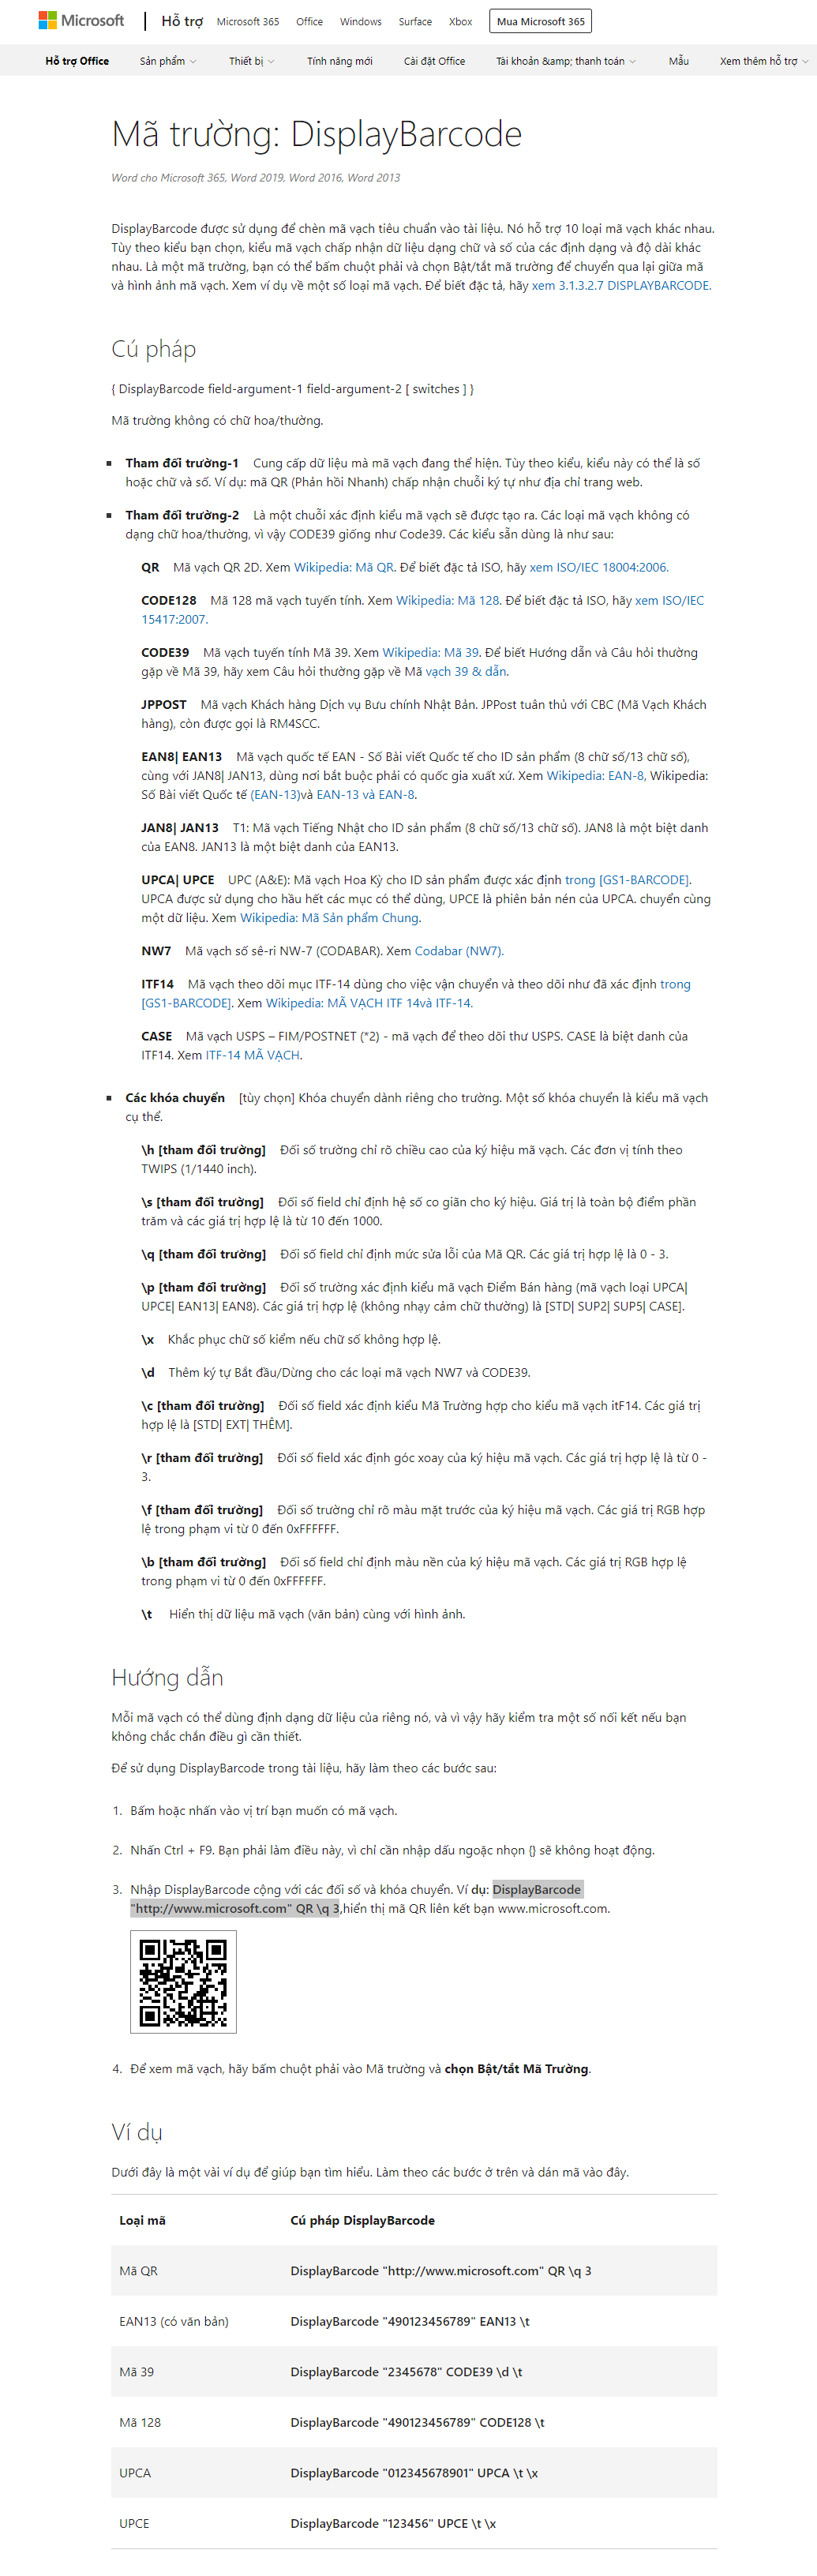 Microsoft
Hỗ trợ
Microsoft 365 Office Windows Surface Xbox
Mua Microsoft 365
Hỗ trợ Office Sản phẩm Thiết bị Tính năng mới Cài đặt Office Tài khoản &amp; thanh toán Mẫu Xem thêm hỗ trợ
Mã trường: DisplayBarcode
Word cho Microsoft 365, Word 2019, Word 2016, Word 2013
DisplayBarcode được sử dụng để chèn mã vạch tiêu chuẩn vào tài liệu. Nó hỗ trợ 10 loại mã vạch khác nhau.
Tùy theo kiểu bạn chọn, kiểu mã vạch chấp nhận dữ liệu dạng chữ và số của các định dạng và độ dài khác
nhau. Là một mã trường, bạn có thể bấm chuột phải và chọn Bật/tắt mã trường để chuyển qua lại giữa mã
và hình ảnh mã vạch. Xem ví dụ về một số loại mã vạch. Để biết đặc tả, hãy xem 3.1.3.2.7 DISPLAYBARCODE.
Cú pháp
{ DisplayBarcode field-argument-1 field-argument-2 [ switches ] }
Mã trường không có chữ hoa/thường.
▪ Tham đối trường-1 Cung cấp dữ liệu mà mã vạch đang thể hiện. Tùy theo kiểu, kiểu này có thể là số
hoặc chữ và số. Ví dụ: mã QR (Phản hồi Nhanh) chấp nhận chuỗi ký tự như địa chỉ trang web.
▪ Tham đối trường-2 Là một chuỗi xác định kiểu mã vạch sẽ được tạo ra. Các loại mã vạch không có
dạng chữ hoa/thường, vì vậy CODE39 giống như Code39. Các kiểu sẵn dùng là như sau:
QR Mã vạch QR 2D. Xem Wikipedia: Mã QR. Để biết đặc tả ISO, hãy xem ISO/IEC 18004:2006.
CODE128 Mã 128 mã vạch tuyến tính. Xem Wikipedia: Mã 128. Để biết đặc tả ISO, hãy xem ISO/IEC
15417:2007.
CODE39 Mã vạch tuyến tính Mã 39. Xem Wikipedia: Mã 39. Để biết Hướng dẫn và Câu hỏi thường
gặp về Mã 39, hãy xem Câu hỏi thường gặp về Mã vạch 39 & dẫn.
JPPOST Mã vạch Khách hàng Dịch vụ Bưu chính Nhật Bản. JPPost tuân thủ với CBC (Mã Vạch Khách
hàng), còn được gọi là RM4SCC.
EAN8| EAN13 Mã vạch quốc tế EAN - Số Bài viết Quốc tế cho ID sản phẩm (8 chữ số/13 chữ số),
cùng với JAN8| JAN13, dùng nơi bắt buộc phải có quốc gia xuất xứ. Xem Wikipedia: EAN-8, Wikipedia:
Số Bài viết Quốc tế (EAN-13)và EAN-13 và EAN-8.
JAN8| JAN13 T1: Mã vạch Tiếng Nhật cho ID sản phẩm (8 chữ số/13 chữ số). JAN8 là một biệt danh
của EAN8. JAN13 là một biệt danh của EAN13.
UPCA| UPCE UPC (A&E): Mã vạch Hoa Kỳ cho ID sản phẩm được xác định trong [GS1-BARCODE].
UPCA được sử dụng cho hầu hết các mục có thể dùng, UPCE là phiên bản nén của UPCA. chuyển cùng
một dữ liệu. Xem Wikipedia: Mã Sản phẩm Chung.
NW7 Mã vạch số sê-ri NW-7 (CODABAR). Xem Codabar (NW7).
ITF14 Mã vạch theo dõi mục ITF-14 dùng cho việc vận chuyển và theo dõi như đã xác định trong
[GS1-BARCODE]. Xem Wikipedia: MÃ VẠCH ITF 14và ITF-14.
CASE Mã vạch USPS – FIM/POSTNET (*2) - mã vạch để theo dõi thư USPS. CASE là biệt danh của
ITF14. Xem ITF-14 MÃ VẠCH.
▪ Các khóa chuyển [tùy chọn] Khóa chuyển dành riêng cho trường. Một số khóa chuyển là kiểu mã vạch
cụ thể.
\h [tham đối trường] Đối số trường chỉ rõ chiều cao của ký hiệu mã vạch. Các đơn vị tính theo
TWIPS (1/1440 inch).
\s [tham đối trường] Đối số field chỉ định hệ số co giãn cho ký hiệu. Giá trị là toàn bộ điểm phần
trăm và các giá trị hợp lệ là từ 10 đến 1000.
\q [tham đối trường] Đối số field chỉ định mức sửa lỗi của Mã QR. Các giá trị hợp lệ là 0 - 3.
\p [tham đối trường] Đối số trường xác định kiểu mã vạch Điểm Bán hàng (mã vạch loại UPCA|
UPCE| EAN13| EAN8). Các giá trị hợp lệ (không nhạy cảm chữ thường) là [STD| SUP2| SUP5| CASE].
\x Khắc phục chữ số kiểm nếu chữ số không hợp lệ.
\d Thêm ký tự Bắt đầu/Dừng cho các loại mã vạch NW7 và CODE39.
\c [tham đối trường] Đối số field xác định kiểu Mã Trường hợp cho kiểu mã vạch itF14. Các giá trị
hợp lệ là [STD| EXT| THÊM].
\r [tham đối trường] Đối số field xác định góc xoay của ký hiệu mã vạch. Các giá trị hợp lệ là từ 0 -
3.
\f [tham đối trường] Đối số trường chỉ rõ màu mặt trước của ký hiệu mã vạch. Các giá trị RGB hợp
lệ trong phạm vi từ 0 đến 0xFFFFFF.
\b [tham đối trường] Đối số field chỉ định màu nền của ký hiệu mã vạch. Các giá trị RGB hợp lệ
trong phạm vi từ 0 đến 0xFFFFFF.
\t Hiển thị dữ liệu mã vạch (văn bản) cùng với hình ảnh.
Hướng dẫn
Mỗi mã vạch có thể dùng định dạng dữ liệu của riêng nó, và vì vậy hãy kiểm tra một số nối kết nếu bạn
không chắc chắn điều gì cần thiết.
Để sử dụng DisplayBarcode trong tài liệu, hãy làm theo các bước sau:
1. Bấm hoặc nhấn vào vị trí bạn muốn có mã vạch.
2. Nhấn Ctrl + F9. Bạn phải làm điều này, vì chỉ cần nhập dấu ngoặc nhọn {} sẽ không hoạt động.
3. Nhập DisplayBarcode cộng với các đối số và khóa chuyển. Ví dụ: DisplayBarcode
"http://www.microsoft.com" QR \q 3,hiển thị mã QR liên kết bạn www.microsoft.com.
4. Để xem mã vạch, hãy bấm chuột phải vào Mã trường và chọn Bật/tắt Mã Trường.
Ví dụ
Dưới đây là một vài ví dụ để giúp bạn tìm hiểu. Làm theo các bước ở trên và dán mã vào đây.
Loại mã Cú pháp DisplayBarcode
Mã QR DisplayBarcode "http://www.microsoft.com" QR \q 3
EAN13 (có văn bản) DisplayBarcode "490123456789" EAN13 \t
Mã 39 DisplayBarcode "2345678" CODE39 \d \t
Mã 128 DisplayBarcode "490123456789" CODE128 \t
UPCA DisplayBarcode "012345678901" UPCA \t \x
UPCE DisplayBarcode "123456" UPCE \t \x